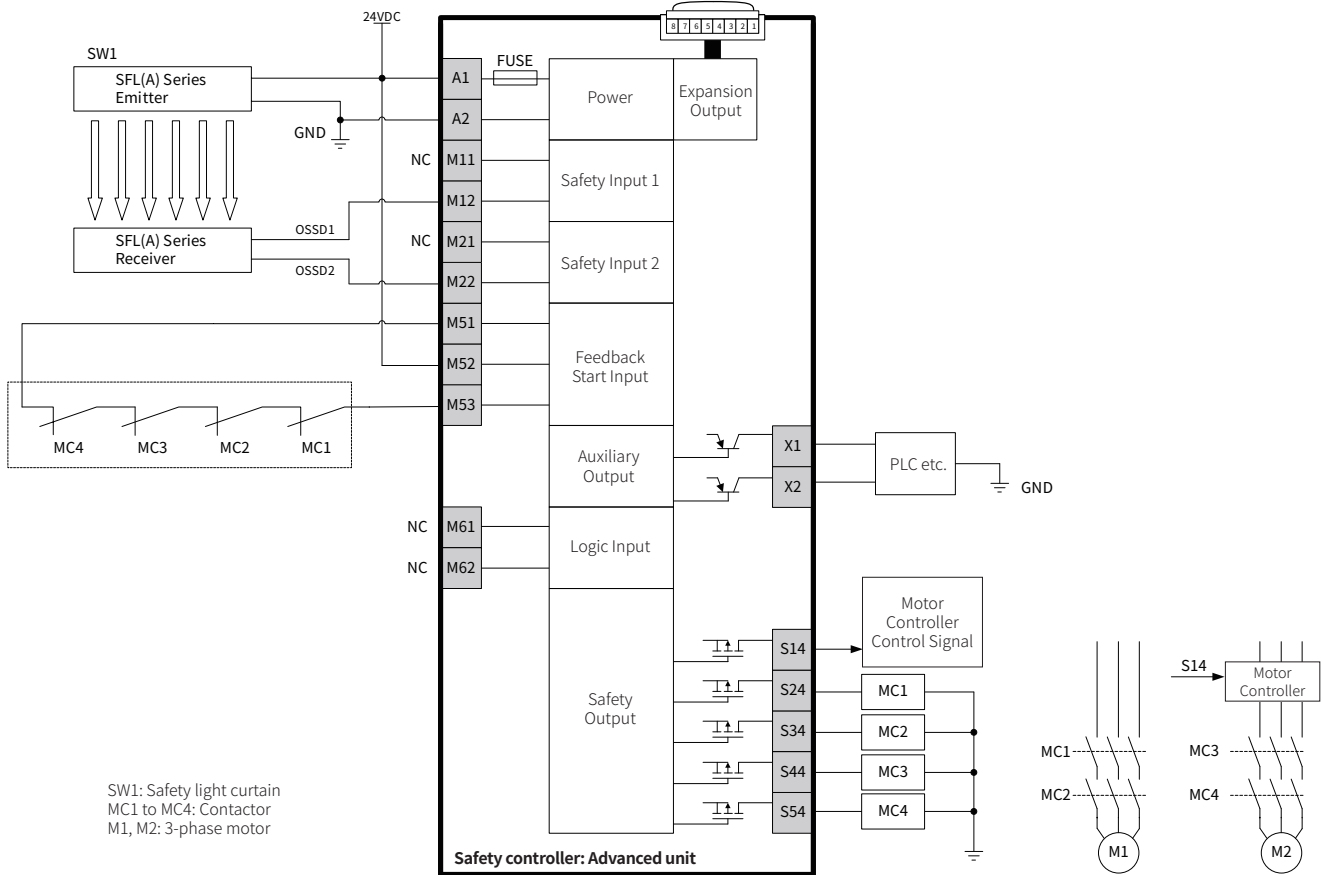 24VDC
8 7 6 5 4 3 2 1
SW1
SFL(A) Series
Emitter
GND
A1
FUSE
A2
Power
Expansion
Output
NC
M11
M12
Safety Input 1
OSSD1
SFL(A) Series
Receiver
OSSD2
NC
M21
M22
Safety Input 2
M51
M52
M53
Feedback
Start Input
MC4 MC3 MC2 MC1
Auxiliary
Output
X1
X2
PLC etc.
GND
NC
M61
NC
M62
Logic Input
Safety
Output
S14
Motor
Controller
Control Signal
S24
MC1
S34
MC2
S44
MC3
S54
MC4
S14
Motor
Controller
MC1
MC2
MC3
MC4
M1
M2
SW1: Safety light curtain
MC1 to MC4: Contactor
M1, M2: 3-phase motor
Safety controller: Advanced unit